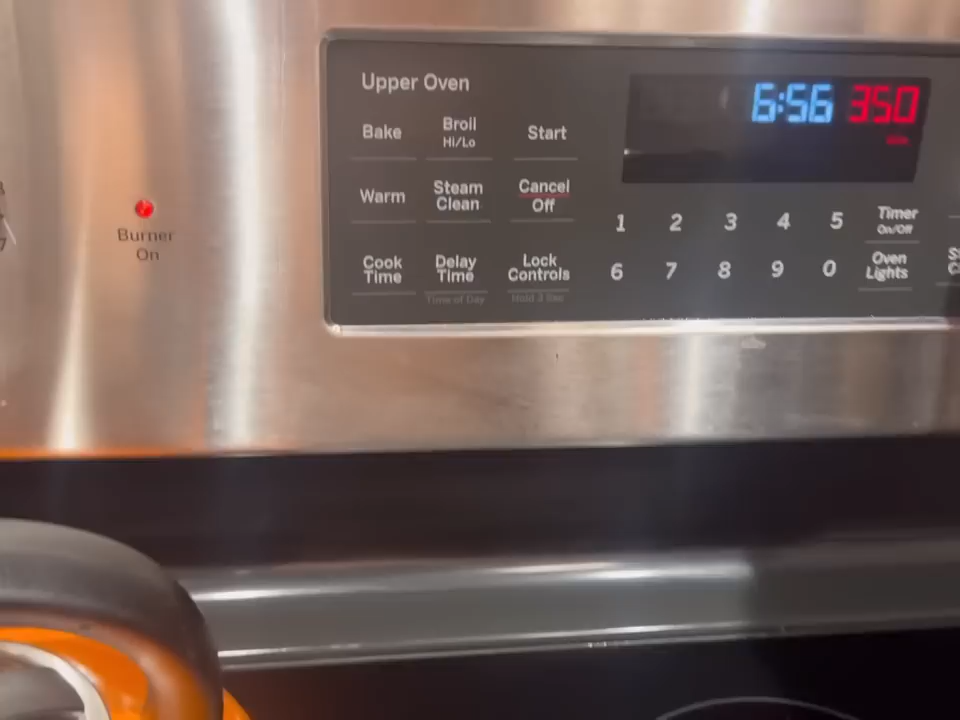 Upper Oven
6:56 350
Bake
Broil
Hi/Lo
Start
Warm
Steam
Clean
Cancel
Off
1 2 3 4 5
Timer
On/Off
Burner
On
Cook
Time
Delay
Time
Time of Day
Lock
Controls
Hold 3 Sec
6 7 8 9 0
Oven
Lights